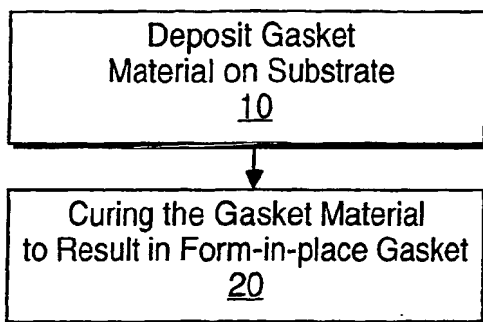 Deposit Gasket
Material on Substrate
10
Curing the Gasket Material
to Result in Form-in-place Gasket
20